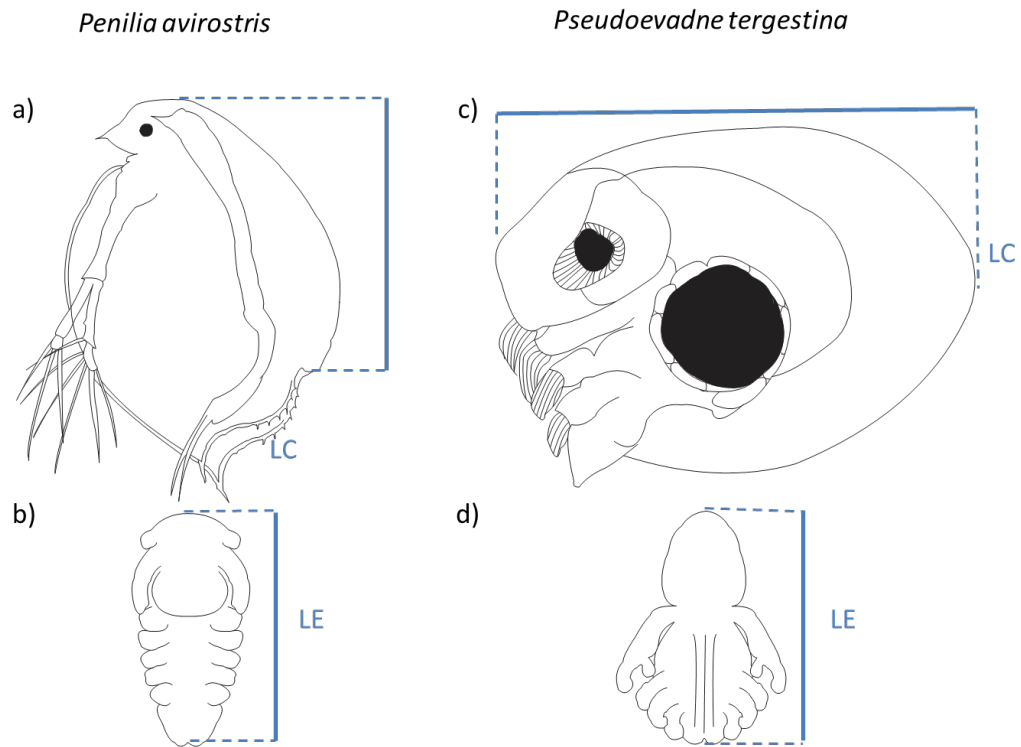 Penilia avirostris
Pseudoevadne tergestina
a)
c)
LC
LC
b)
d)
LE
LE